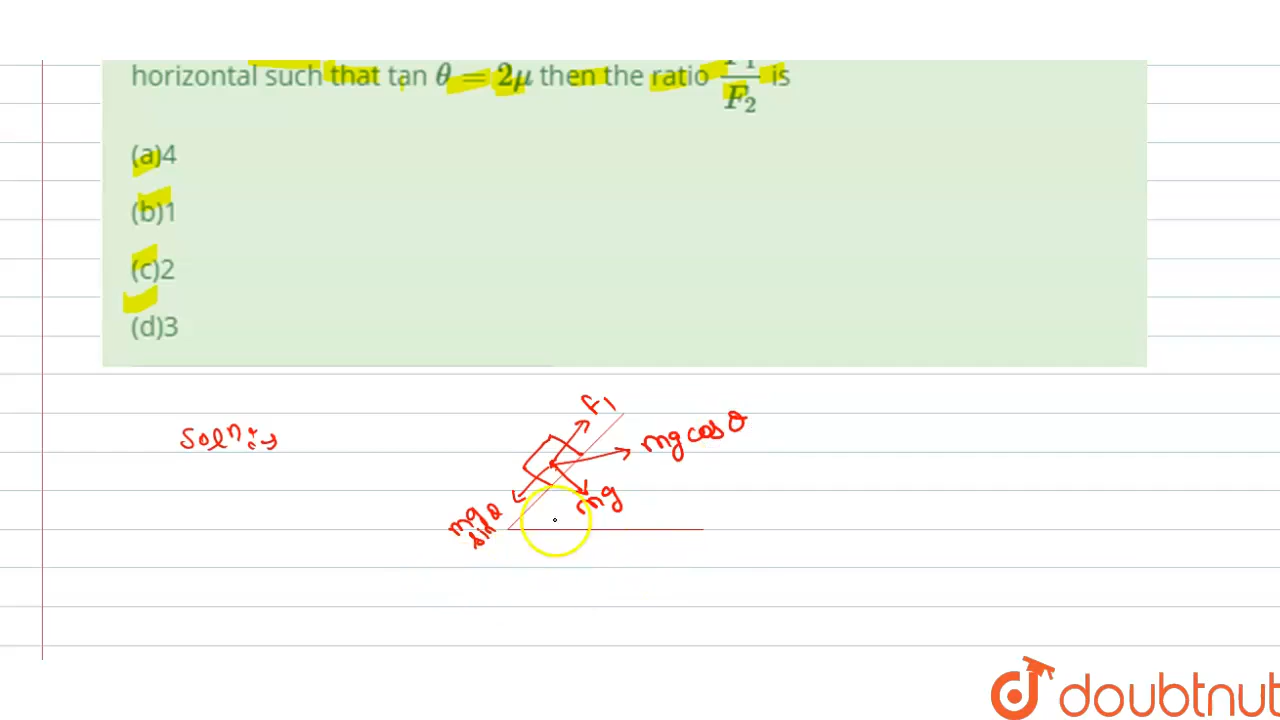 horizontal such that tan θ = 2μ then the ratio F₁/F₂ is
(a)4
(b)1
(c)2
(d)3
Soln:→
F1
mg cos θ
mg
mg sin θ
doubtnut